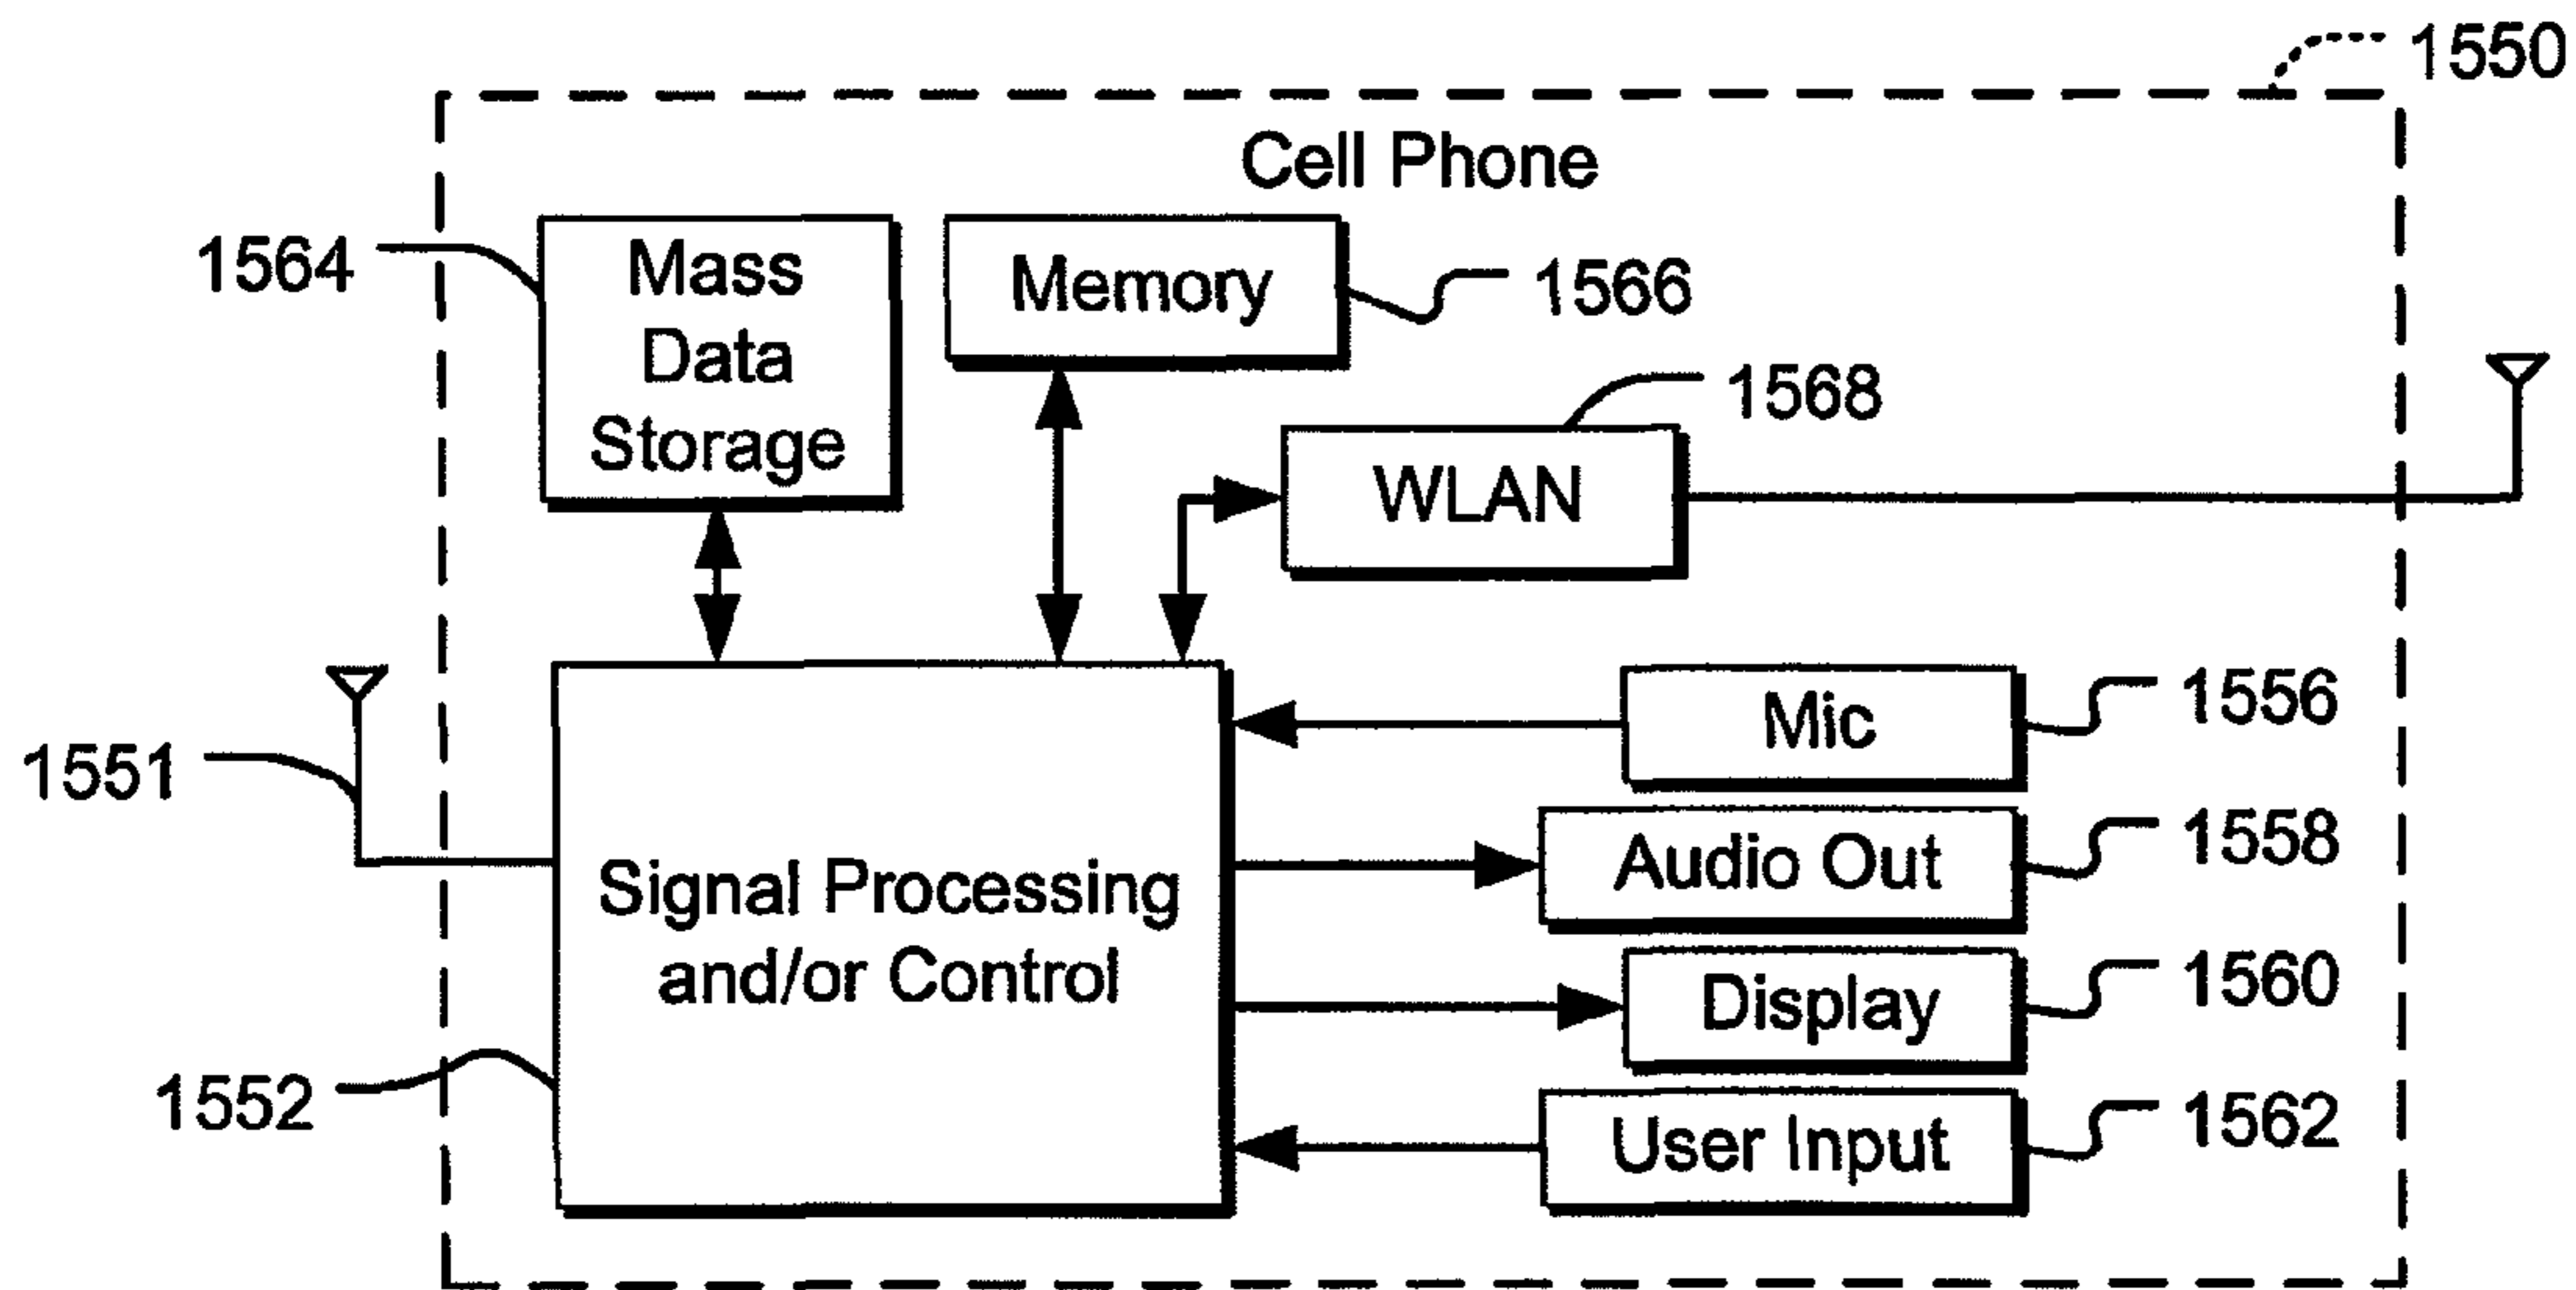 1550
Cell Phone
1564
Mass
Data
Storage
Memory
1566
1568
WLAN
1551
Signal Processing
and/or Control
1552
Mic
1556
Audio Out
1558
Display
1560
User Input
1562